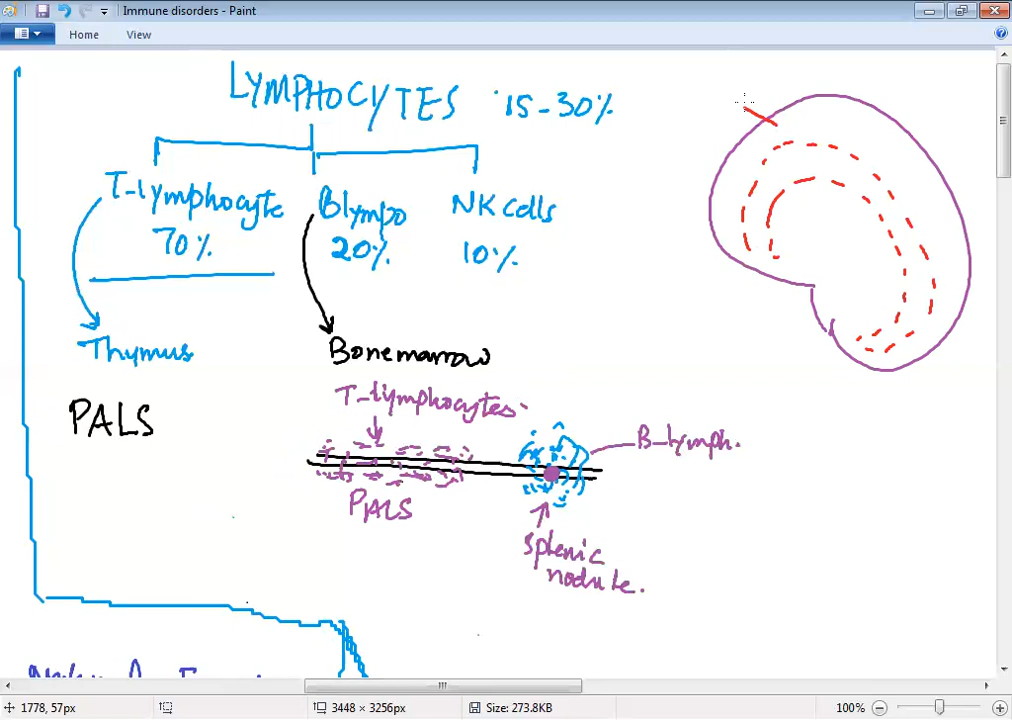 Immune disorders - Paint
Home View
LYMPHOCYTES 15-30%
T-lymphocyte Blympo NK cells
70% 20% 10%
Thymus Bonemarrow
T-lymphocytes
PALS
B-lymph.
PALS
Splenic
nodule.
1778, 57px 3448 × 3256px Size: 273.8KB 100%